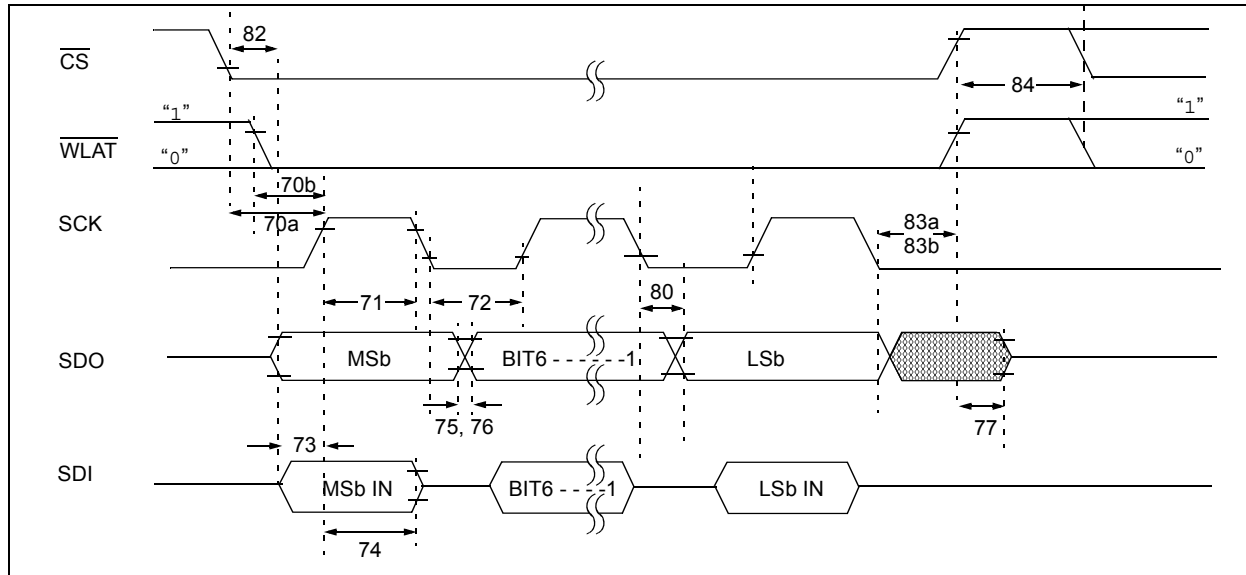 82
CS
84
“1”
“1”
WLAT
“0”
“0”
70b
70a
SCK
83a
83b
71
72
80
SDO
MSb
BIT6 - - - - - -1
LSb
75, 76
77
73
SDI
MSb IN
BIT6 - - - - -1
LSb IN
74